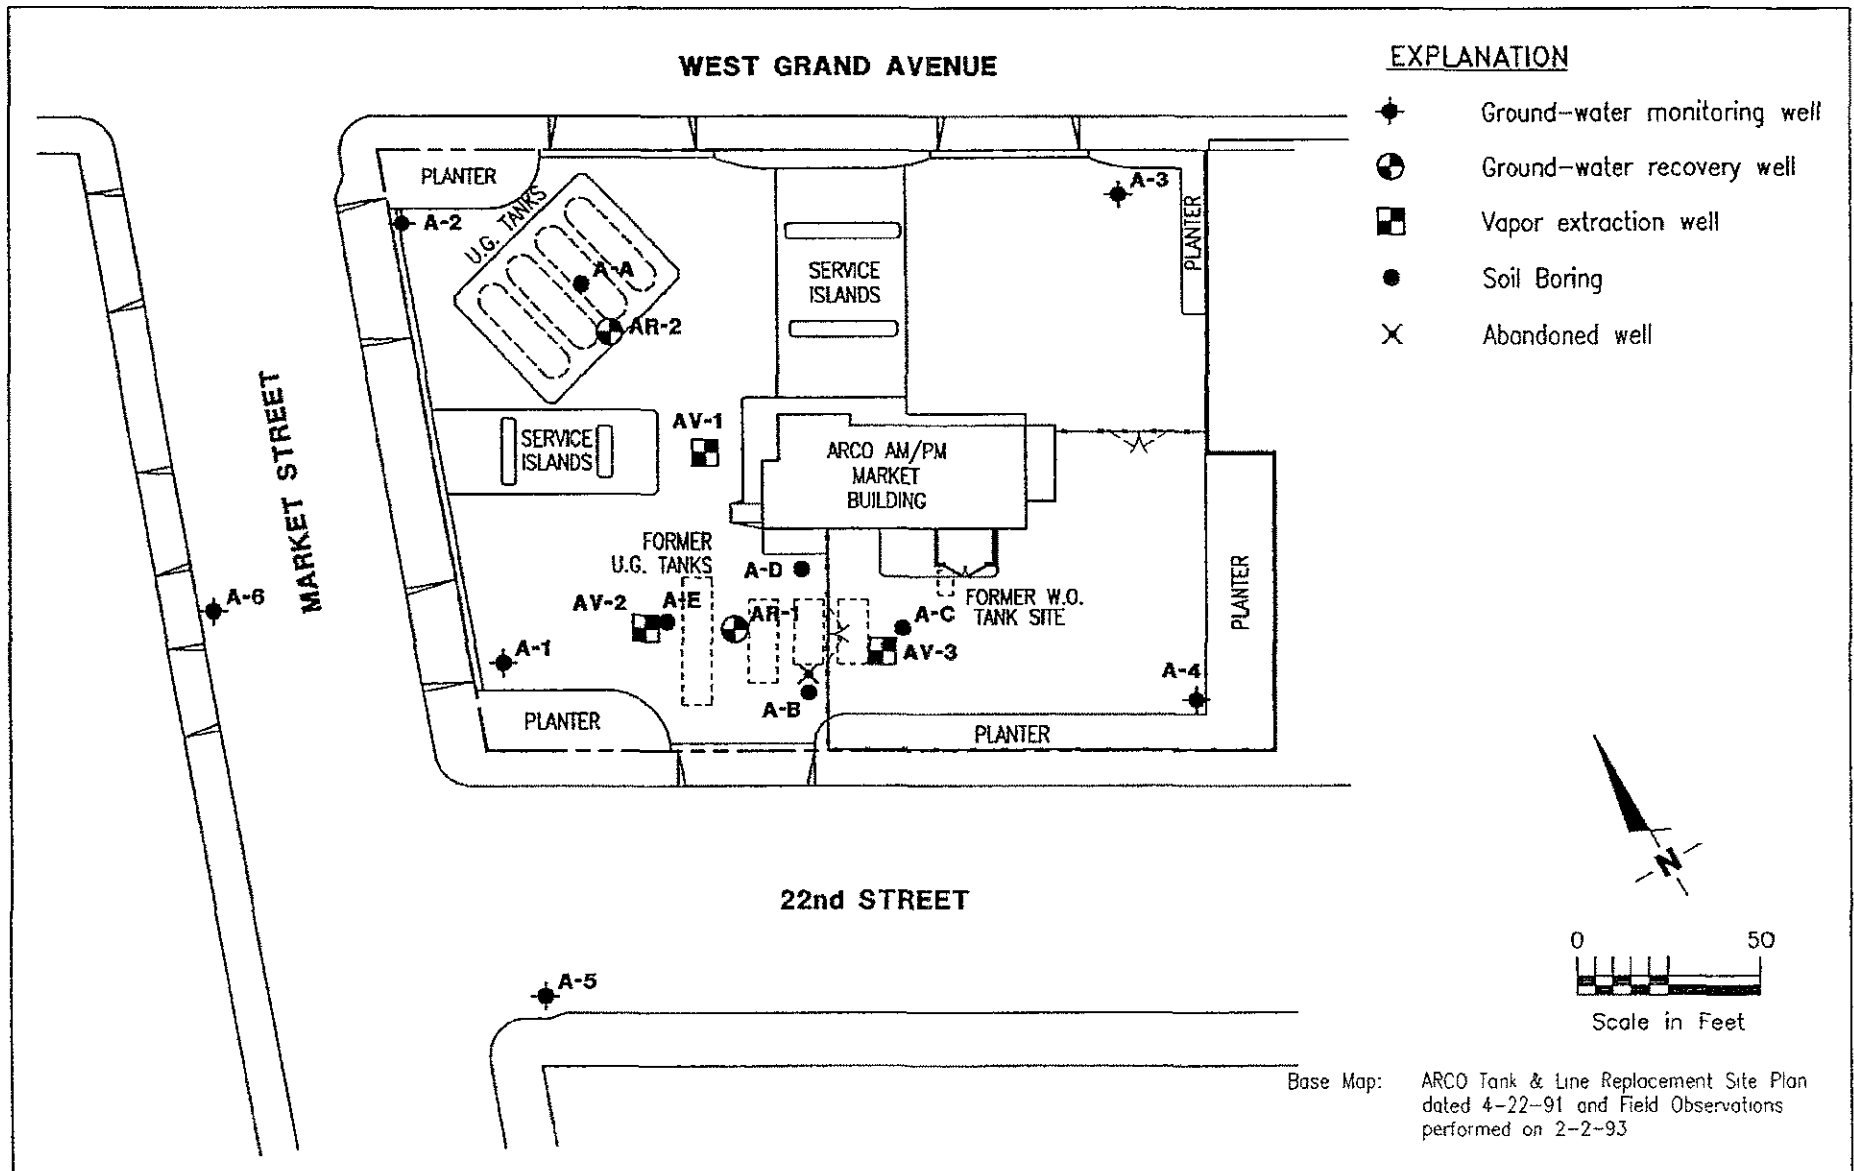 WEST GRAND AVENUE
EXPLANATION
Ground-water monitoring well
Ground-water recovery well
Vapor extraction well
Soil Boring
Abandoned well
PLANTER
A-2
U.G. TANKS
A-A
AR-2
SERVICE
ISLANDS
A-3
PLANTER
MARKET STREET
SERVICE
ISLANDS
AV-1
ARCO AM/PM
MARKET
BUILDING
FORMER
U.G. TANKS
A-D
A-6
AV-2
A-E
AR-1
A-C
FORMER W.O.
TANK SITE
PLANTER
A-1
AV-3
A-4
A-B
PLANTER
PLANTER
22nd STREET
A-5
N
0 50
Scale in Feet
Base Map: ARCO Tank & Line Replacement Site Plan
dated 4-22-91 and Field Observations
performed on 2-2-93